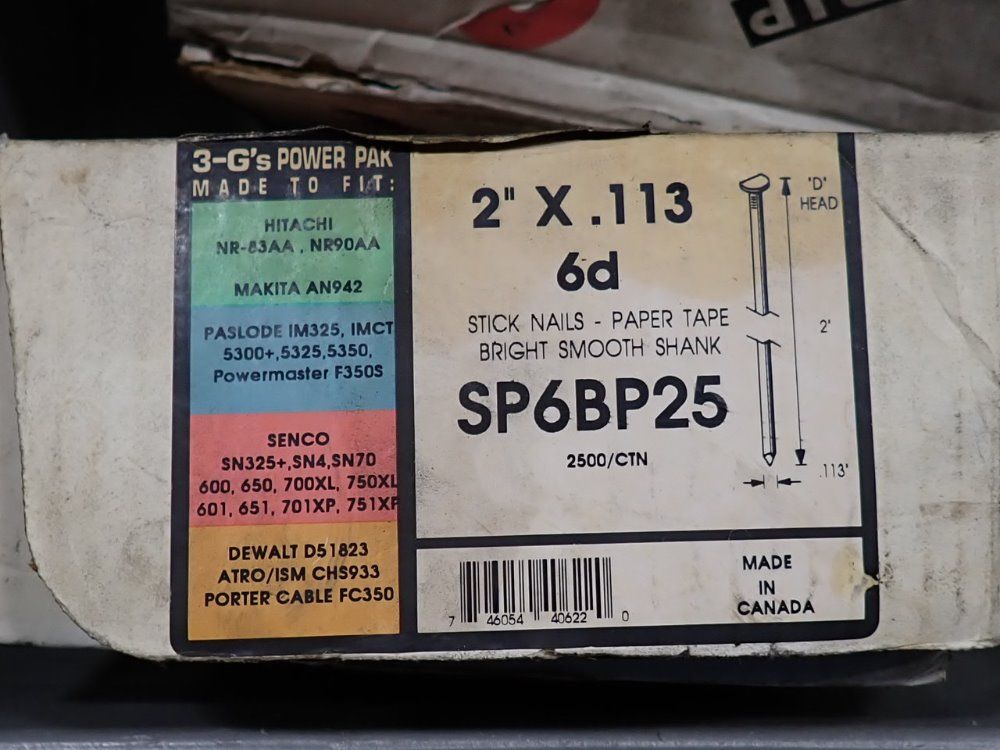 3-G's POWER PAK
MADE TO FIT:
HITACHI
NR-83AA , NR90AA
MAKITA AN942
PASLODE IM325, IMCT
5300+,5325,5350,
Powermaster F350S
SENCO
SN325+,SN4,SN70
600, 650, 700XL, 750XL
601, 651, 701XP, 751XP
DEWALT D51823
ATRO/ISM CHS933
PORTER CABLE FC350
2" X .113
6d
STICK NAILS - PAPER TAPE
BRIGHT SMOOTH SHANK
SP6BP25
2500/CTN
'D'
HEAD
2'
.113'
7 46054 40622 0
MADE
IN
CANADA